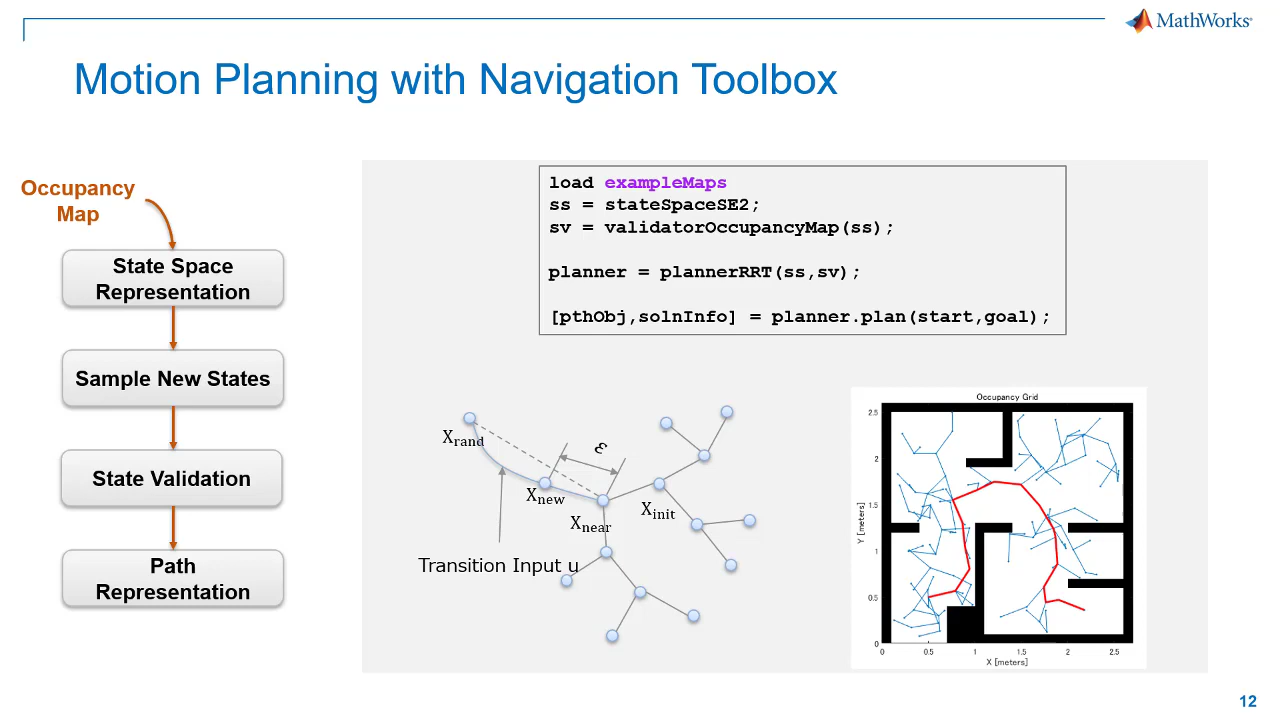 MathWorks®
Motion Planning with Navigation Toolbox
Occupancy
Map
State Space
Representation
Sample New States
State Validation
Path
Representation
load exampleMaps
ss = stateSpaceSE2;
sv = validatorOccupancyMap(ss);
planner = plannerRRT(ss,sv);
[pthObj,solnInfo] = planner.plan(start,goal);
Xrand
ε
Xnew
Xnear
Xinit
Transition Input u
Occupancy Grid
2.5
2
1.5
1
0.5
0
Y [meters]
0 0.5 1 1.5 2 2.5
X [meters]
12